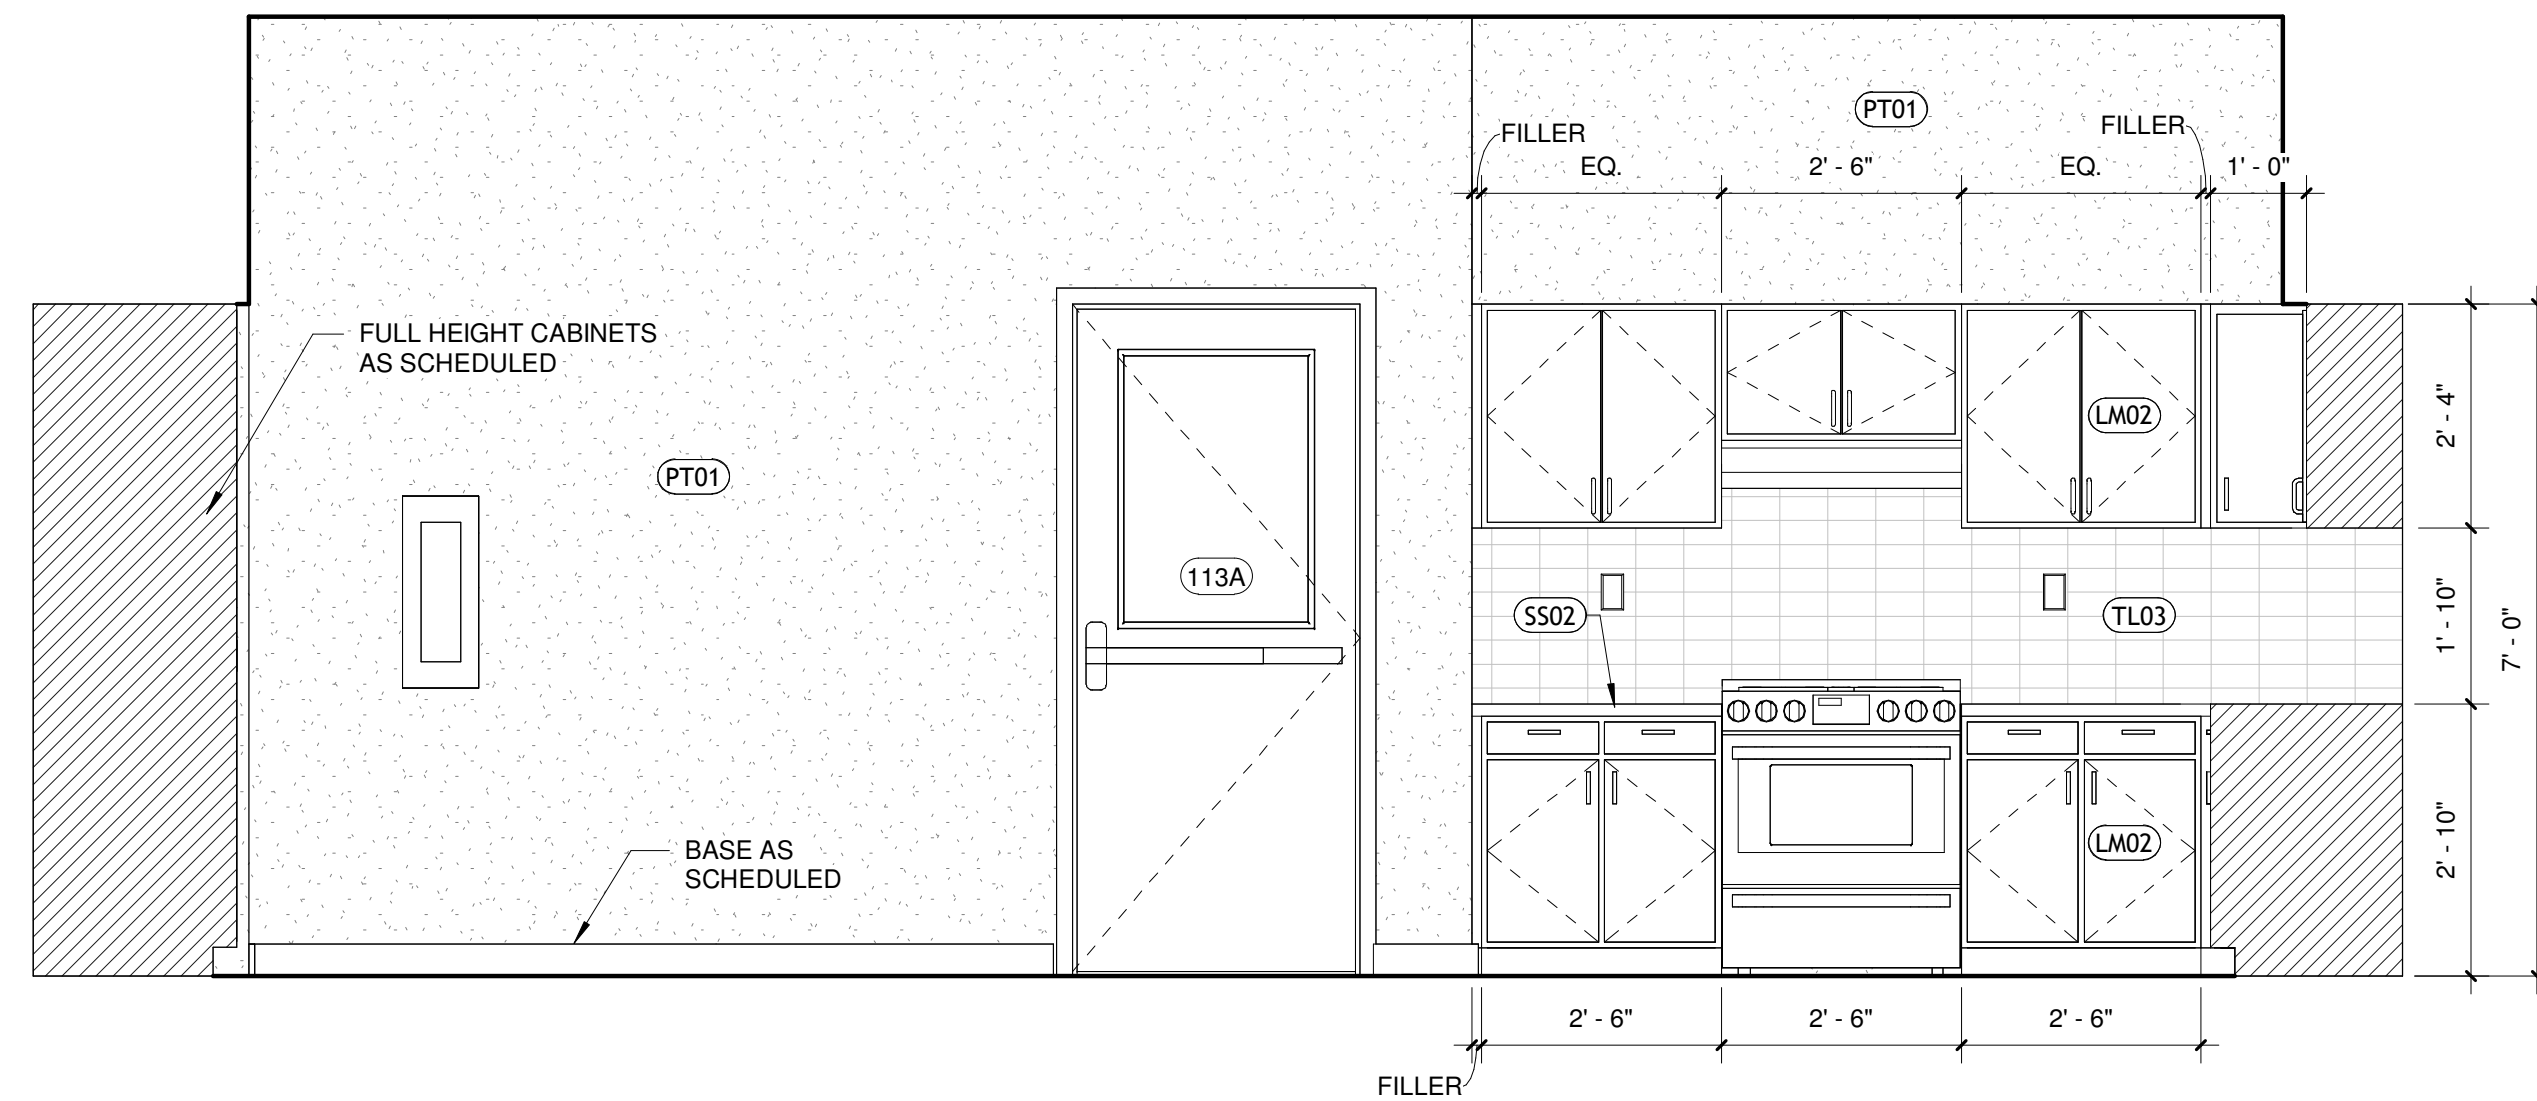 PT01
FILLER
FILLER
EQ.
2' - 6"
EQ.
1' - 0"
FULL HEIGHT CABINETS
AS SCHEDULED
LM02
2' - 4"
PT01
113A
SS02
TL03
1' - 10"
7' - 0"
BASE AS
SCHEDULED
LM02
2' - 10"
2' - 6"
2' - 6"
2' - 6"
FILLER